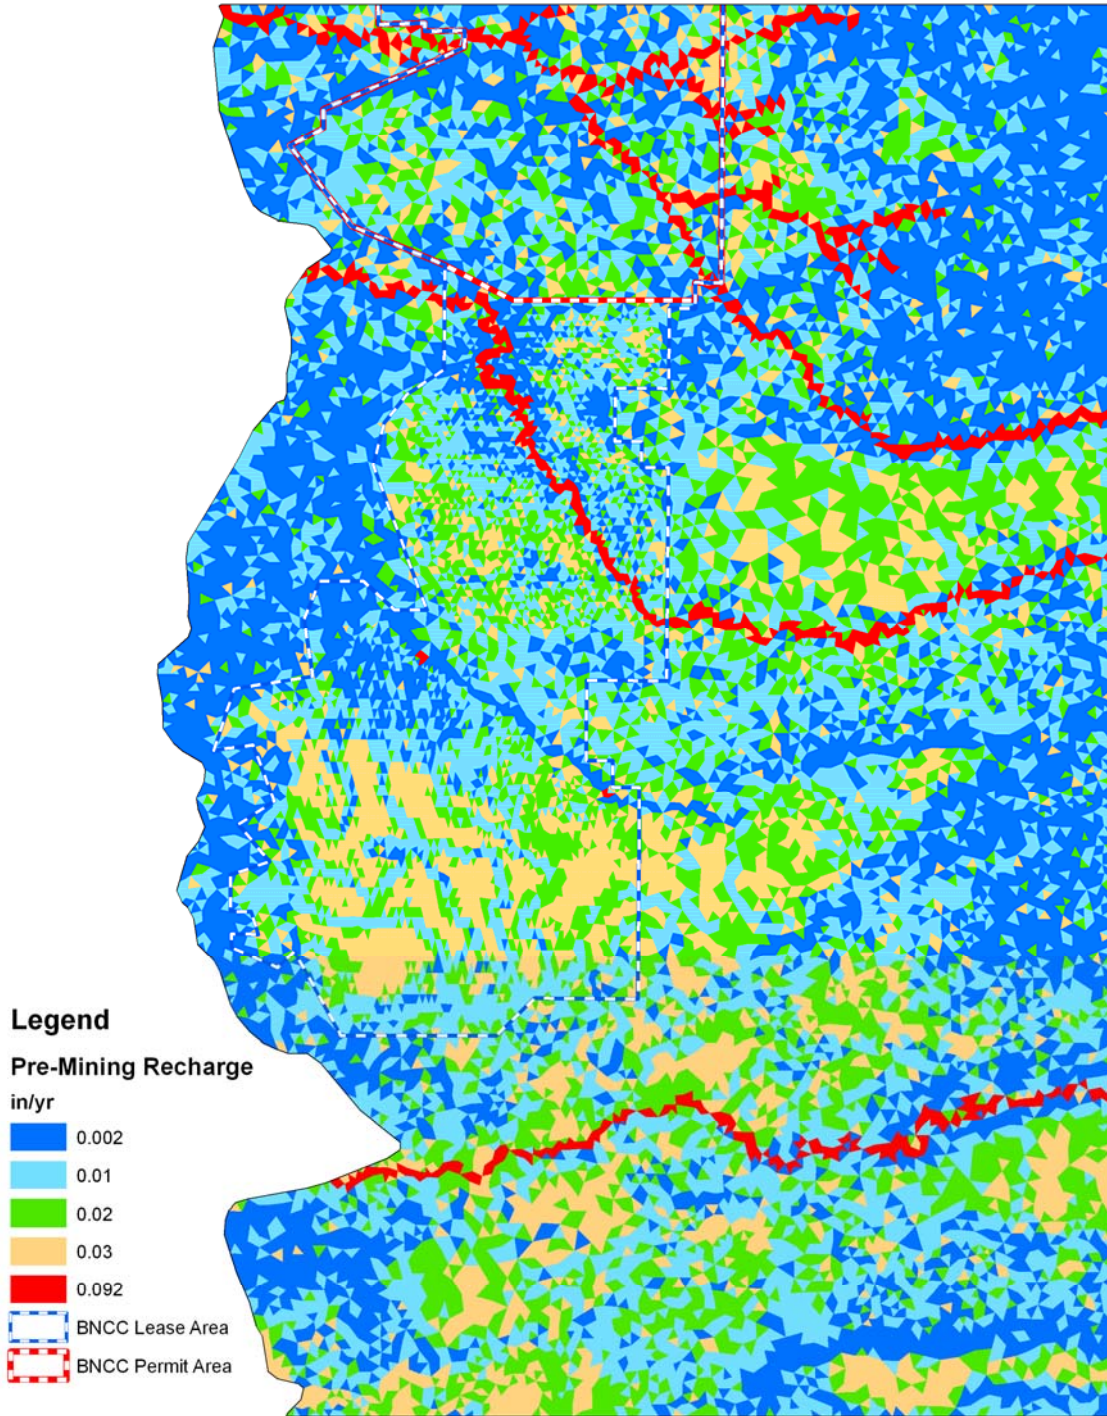 Legend
Pre-Mining Recharge
in/yr
0.002
0.01
0.02
0.03
0.092
BNCC Lease Area
BNCC Permit Area